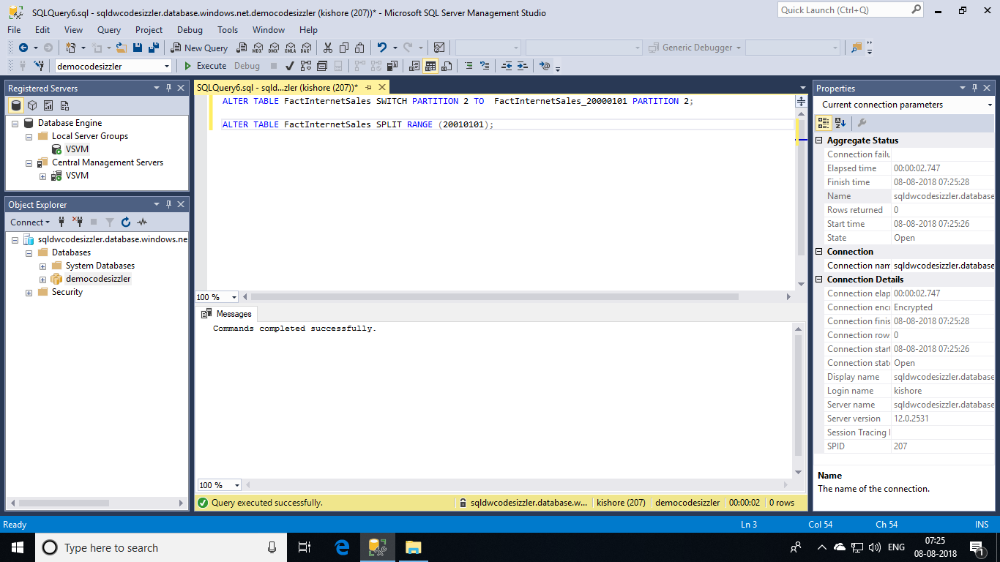 SQLQuery6.sql - sqldwcodesizzler.database.windows.net.democodesizzler (kishore (207))* - Microsoft SQL Server Management Studio
Quick Launch (Ctrl+Q)
File Edit View Query Project Debug Tools Window Help
New Query
MDX DMX XMLA DAX
Generic Debugger
democodesizzler
Execute Debug
Registered Servers
Database Engine
Local Server Groups
VSVM
Central Management Servers
VSVM
Object Explorer
Connect
sqldwcodesizzler.database.windows.ne
Databases
System Databases
democodesizzler
Security
SQLQuery6.sql - sqld...zler (kishore (207))*
ALTER TABLE FactInternetSales SWITCH PARTITION 2 TO  FactInternetSales_20000101 PARTITION 2;
ALTER TABLE FactInternetSales SPLIT RANGE (20010101);
100 %
Messages
Commands completed successfully.
100 %
Query executed successfully.
sqldwcodesizzler.database.w... kishore (207) democodesizzler 00:00:02 0 rows
Properties
Current connection parameters
Aggregate Status
Connection failu
Elapsed time 00:00:02.747
Finish time 08-08-2018 07:25:28
Name sqldwcodesizzler.database
Rows returned 0
Start time 08-08-2018 07:25:26
State Open
Connection
Connection nam sqldwcodesizzler.database
Connection Details
Connection elap 00:00:02.747
Connection encr Encrypted
Connection finis 08-08-2018 07:25:28
Connection row 0
Connection start 08-08-2018 07:25:26
Connection state Open
Display name sqldwcodesizzler.database
Login name kishore
Server name sqldwcodesizzler.database
Server version 12.0.2531
Session Tracing I
SPID 207
Name
The name of the connection.
Ready
Ln 3 Col 54 Ch 54 INS
Type here to search
ENG
07:25
08-08-2018
1